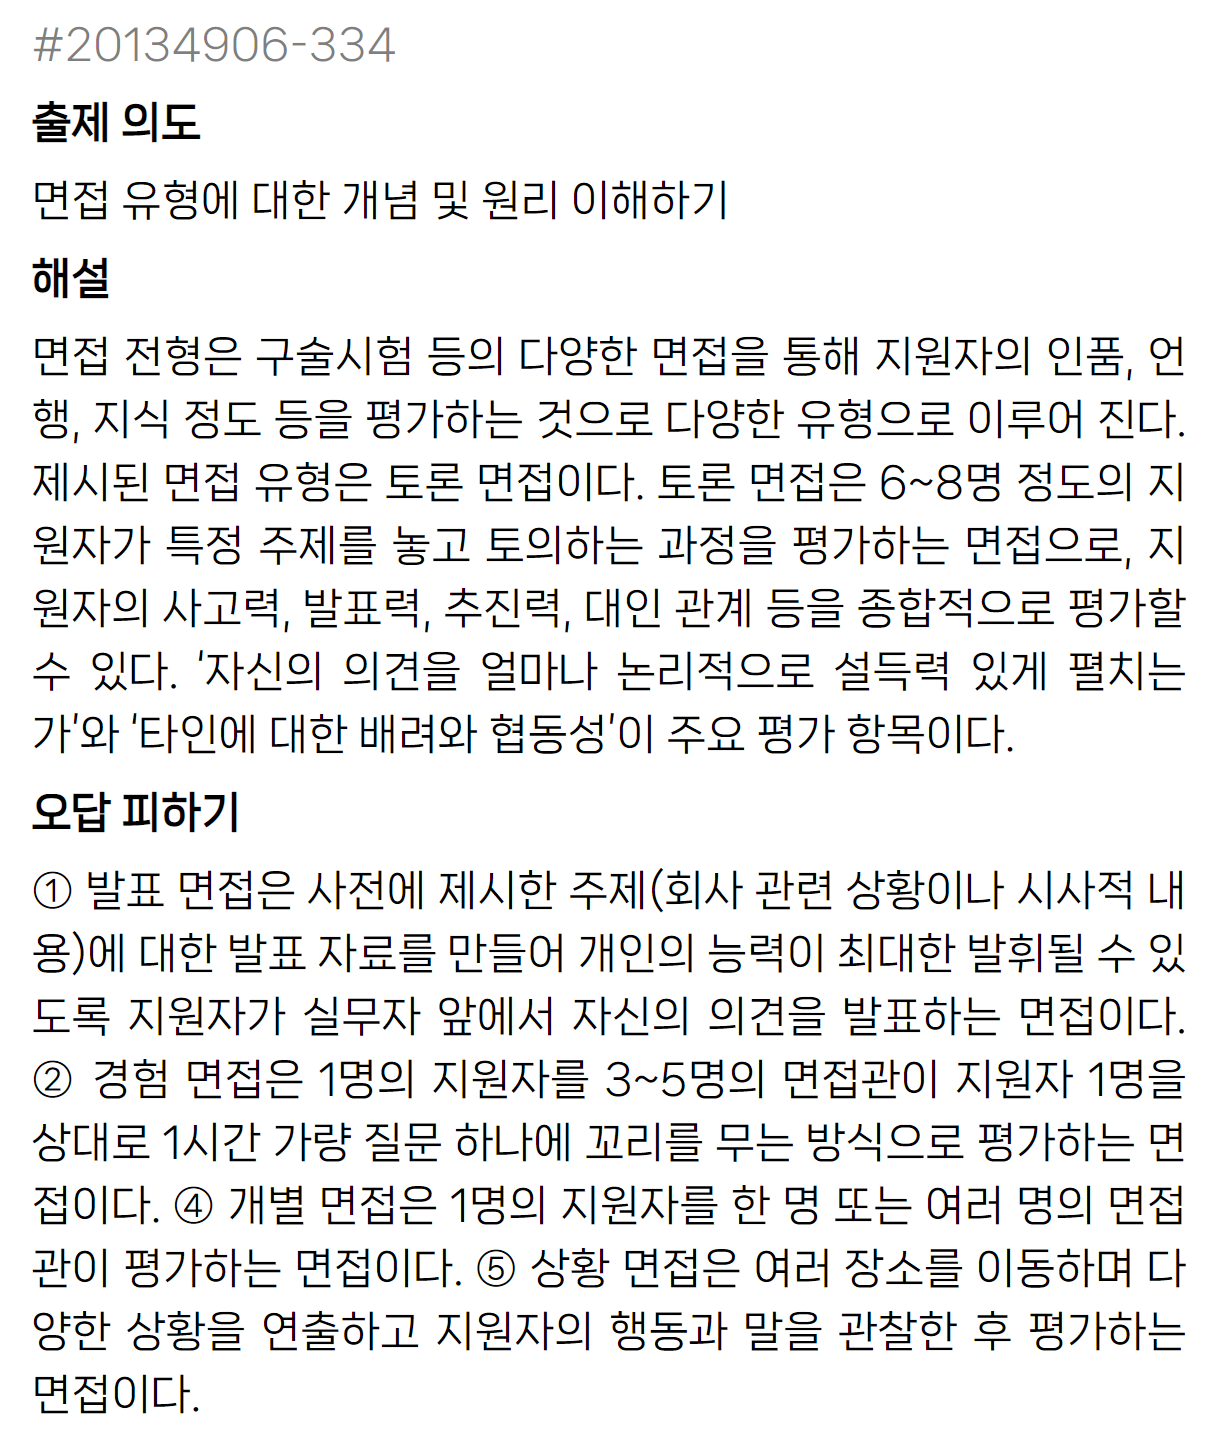 #20134906-334
출제 의도
면접 유형에 대한 개념 및 원리 이해하기
해설
면접 전형은 구술시험 등의 다양한 면접을 통해 지원자의 인품, 언
행, 지식 정도 등을 평가하는 것으로 다양한 유형으로 이루어 진다.
제시된 면접 유형은 토론 면접이다. 토론 면접은 6~8명 정도의 지
원자가 특정 주제를 놓고 토의하는 과정을 평가하는 면접으로, 지
원자의 사고력, 발표력, 추진력, 대인 관계 등을 종합적으로 평가할
수 있다. ‘자신의 의견을 얼마나 논리적으로 설득력 있게 펼치는
가’와 ‘타인에 대한 배려와 협동성’이 주요 평가 항목이다.
오답 피하기
① 발표 면접은 사전에 제시한 주제(회사 관련 상황이나 시사적 내
용)에 대한 발표 자료를 만들어 개인의 능력이 최대한 발휘될 수 있
도록 지원자가 실무자 앞에서 자신의 의견을 발표하는 면접이다.
② 경험 면접은 1명의 지원자를 3~5명의 면접관이 지원자 1명을
상대로 1시간 가량 질문 하나에 꼬리를 무는 방식으로 평가하는 면
접이다. ④ 개별 면접은 1명의 지원자를 한 명 또는 여러 명의 면접
관이 평가하는 면접이다. ⑤ 상황 면접은 여러 장소를 이동하며 다
양한 상황을 연출하고 지원자의 행동과 말을 관찰한 후 평가하는
면접이다.